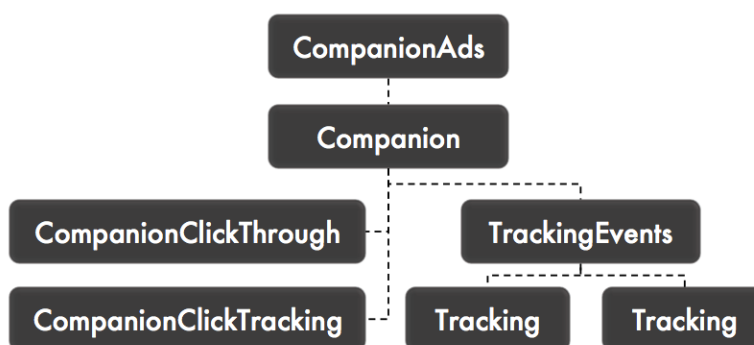 CompanionAds
Companion
CompanionClickThrough
TrackingEvents
CompanionClickTracking
Tracking
Tracking